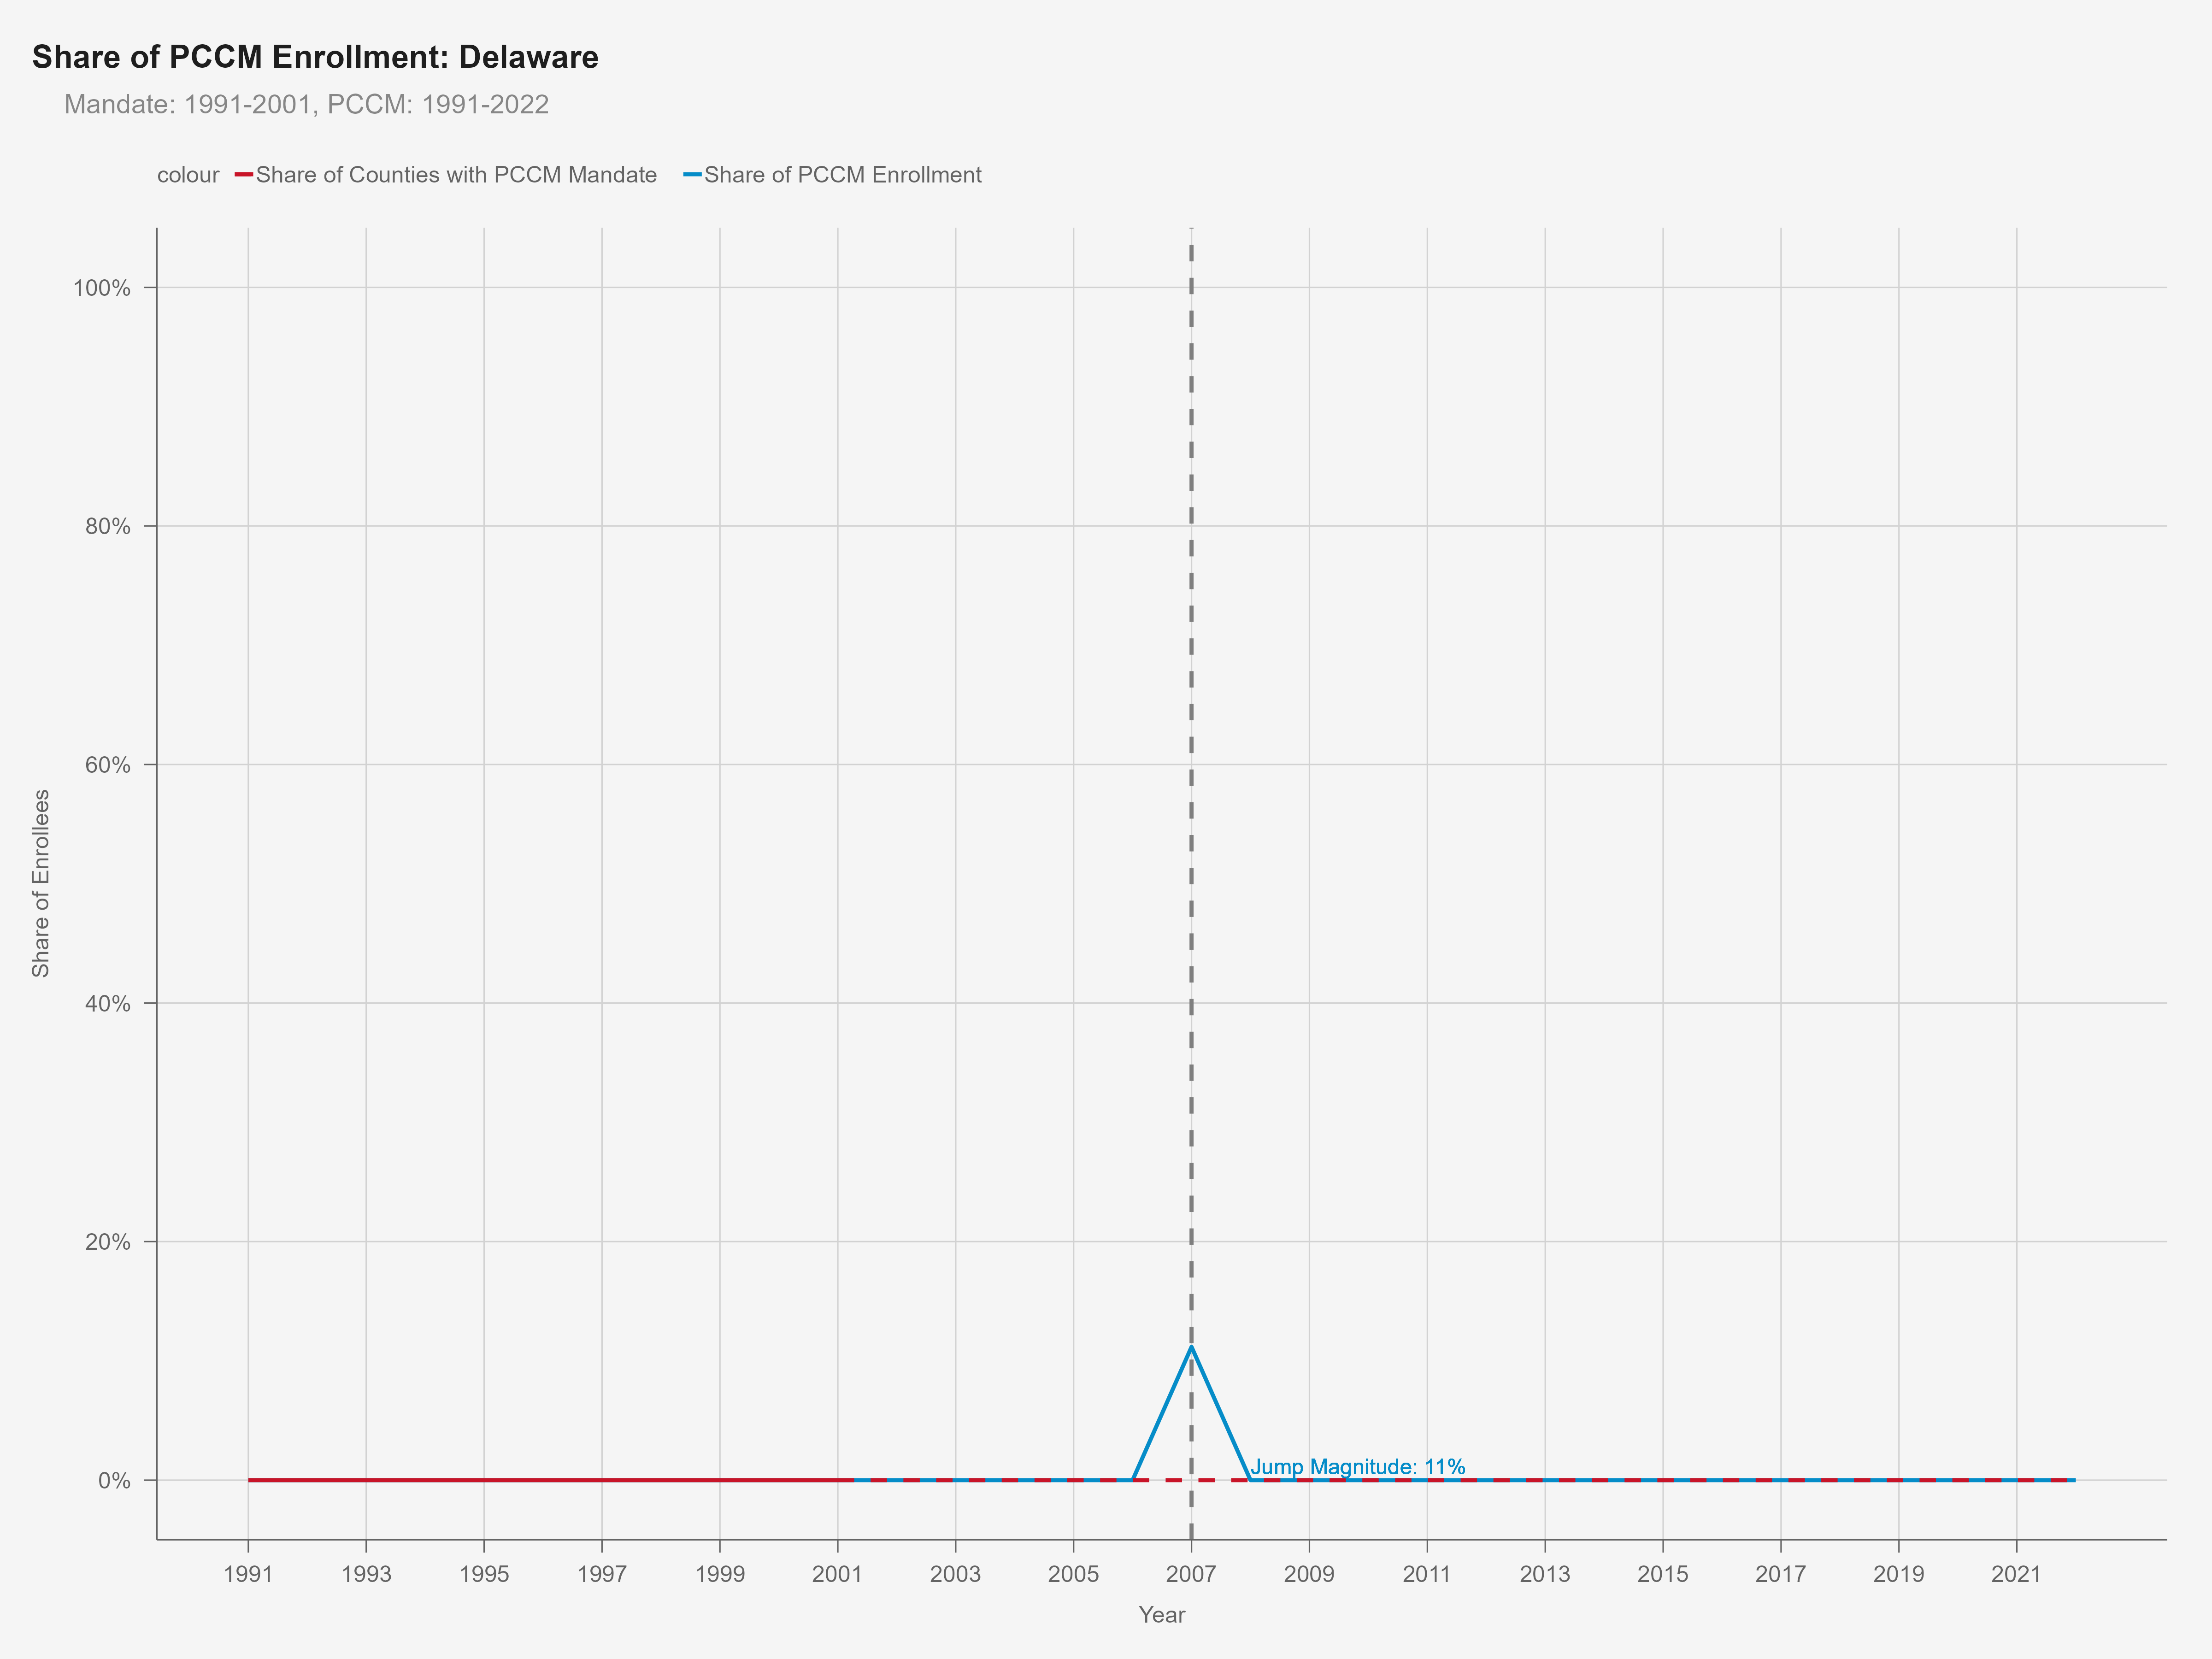 Share of PCCM Enrollment: Delaware
Mandate: 1991-2001, PCCM: 1991-2022
colour Share of Counties with PCCM Mandate Share of PCCM Enrollment
100%
80%
60%
40%
20%
0%
Share of Enrollees
Jump Magnitude: 11%
1991 1993 1995 1997 1999 2001 2003 2005 2007 2009 2011 2013 2015 2017 2019 2021
Year